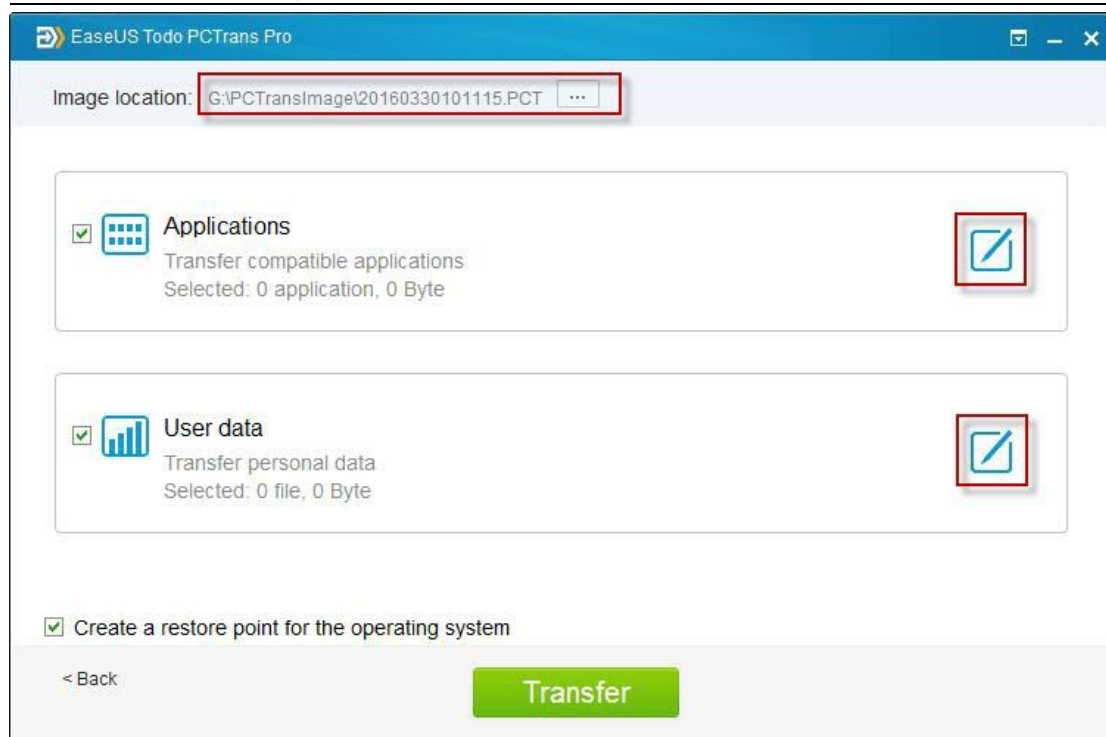 EaseUS Todo PCTrans Pro
Image location: G:\PCTransImage\20160330101115.PCT ...
Applications
Transfer compatible applications
Selected: 0 application, 0 Byte
User data
Transfer personal data
Selected: 0 file, 0 Byte
Create a restore point for the operating system
< Back
Transfer